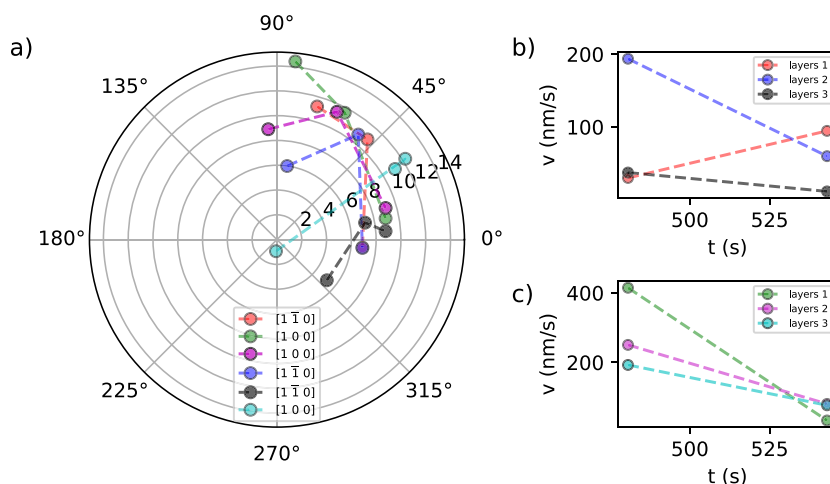 a)
90°
45°
135°
180°
0°
2
4
6
8
10
12
14
225°
270°
315°
[1 1̅ 0]
[1 0 0]
[1 0 0]
[1 1̅ 0]
[1 1̅ 0]
[1 0 0]
b)
v (nm/s)
200
100
layers 1
layers 2
layers 3
500
525
t (s)
c)
v (nm/s)
400
200
layers 1
layers 2
layers 3
500
525
t (s)